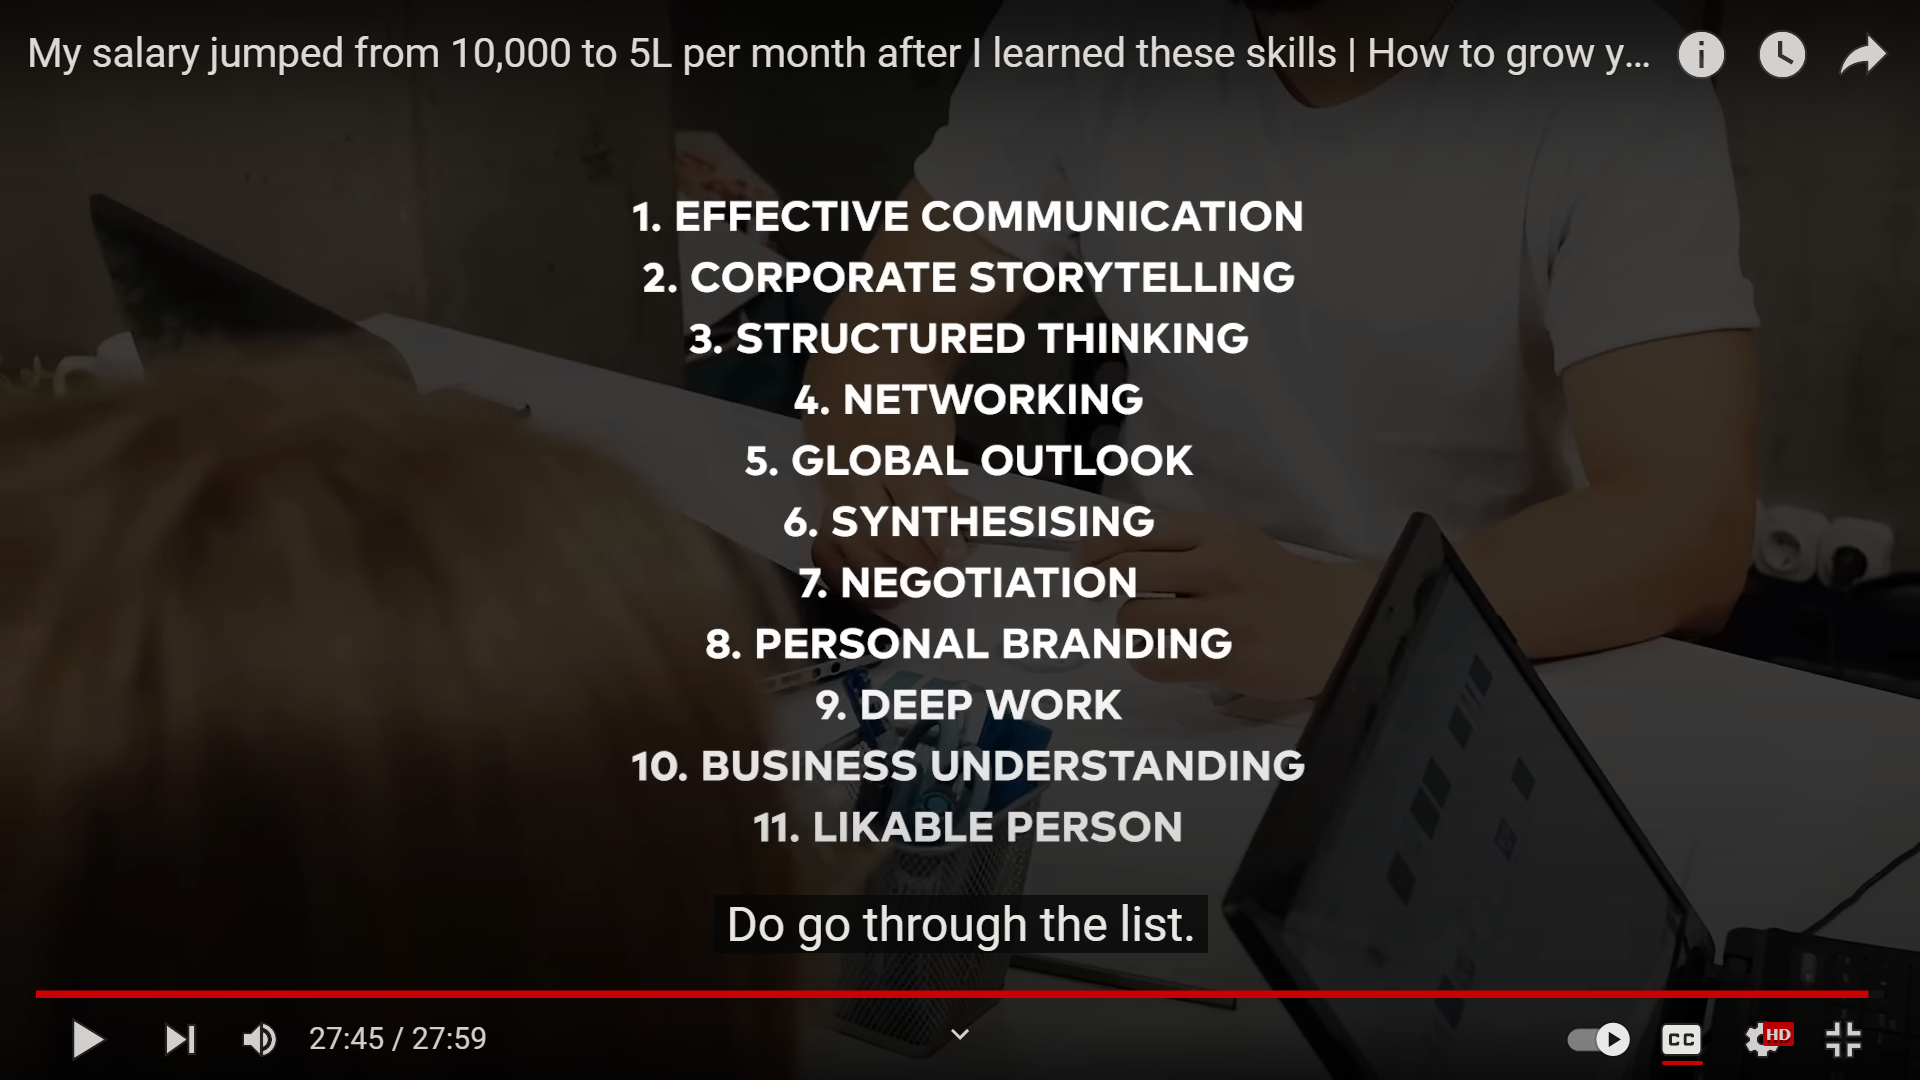 My salary jumped from 10,000 to 5L per month after I learned these skills | How to grow y...
1. EFFECTIVE COMMUNICATION
2. CORPORATE STORYTELLING
3. STRUCTURED THINKING
4. NETWORKING
5. GLOBAL OUTLOOK
6. SYNTHESISING
7. NEGOTIATION
8. PERSONAL BRANDING
9. DEEP WORK
10. BUSINESS UNDERSTANDING
11. LIKABLE PERSON
Do go through the list.
27:45 / 27:59
CC
HD